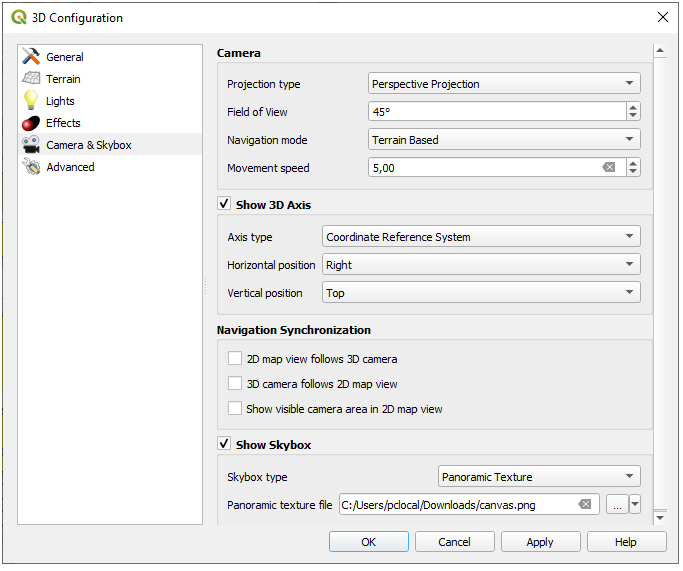 3D Configuration
General
Terrain
Lights
Effects
Camera & Skybox
Advanced
Camera
Projection type Perspective Projection
Field of View 45°
Navigation mode Terrain Based
Movement speed 5,00
Show 3D Axis
Axis type Coordinate Reference System
Horizontal position Right
Vertical position Top
Navigation Synchronization
2D map view follows 3D camera
3D camera follows 2D map view
Show visible camera area in 2D map view
Show Skybox
Skybox type Panoramic Texture
Panoramic texture file C:/Users/pclocal/Downloads/canvas.png ...
OK Cancel Apply Help